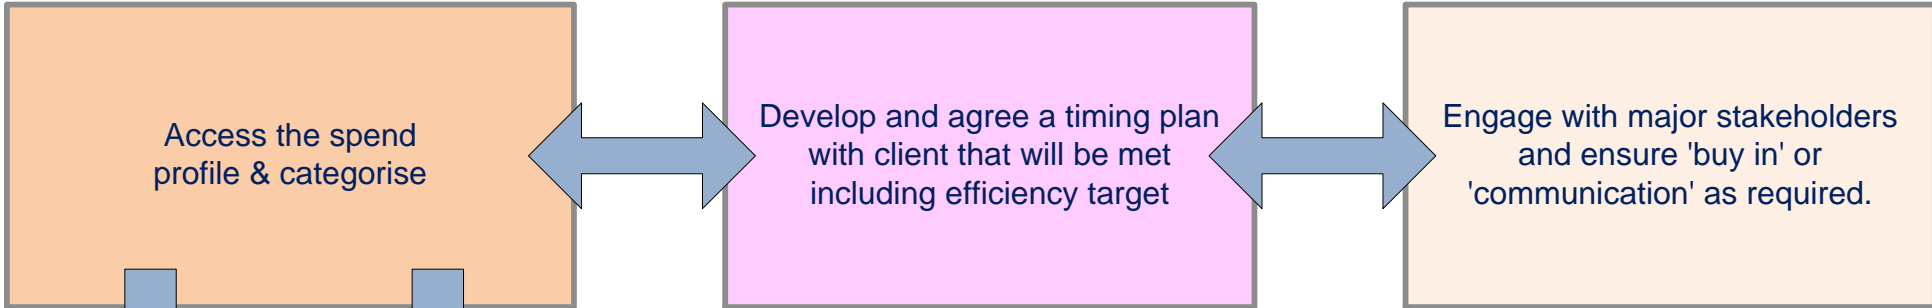 Access the spend
profile & categorise
Develop and agree a timing plan
with client that will be met
including efficiency target
Engage with major stakeholders
and ensure 'buy in' or
'communication' as required.